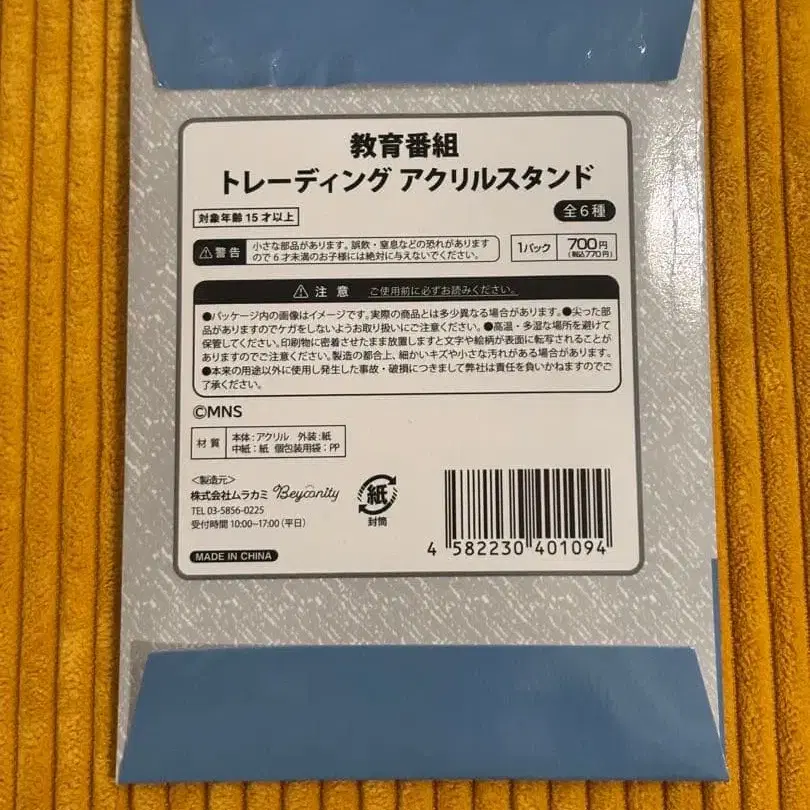 教育番組
トレーディング アクリルスタンド
対象年齢15才以上
全6種
警告
小さな部品があります。誤飲・窒息などの恐れがあります
ので6才未満のお子様には絶対に与えないでください。
1パック 700円
(税込770円)
注意 ご使用前に必ずお読みください。
●パッケージ内の画像はイメージです。実際の商品とは多少異なる場合があります。●尖った部
品がありますのでケガをしないようお取り扱いにご注意ください。●高温・多湿な場所を避けて
保管してください。印刷物に密着させたまま放置しますと文字や絵柄が表面に転写されることが
ありますのでご注意ください。製造の都合上、細かいキズや小さな汚れがある場合があります。
●本来の用途以外に使用し発生した事故・破損につきまして弊社は責任を負いかねますのでご
了承ください。
©MNS
材質
本体:アクリル 外装:紙
中紙:紙 個包装用袋:PP
<製造元>
株式会社ムラカミ Beyoonity
TEL 03-5856-0225
受付時間 10:00~17:00(平日)
紙
封筒
MADE IN CHINA
4 582230 401094